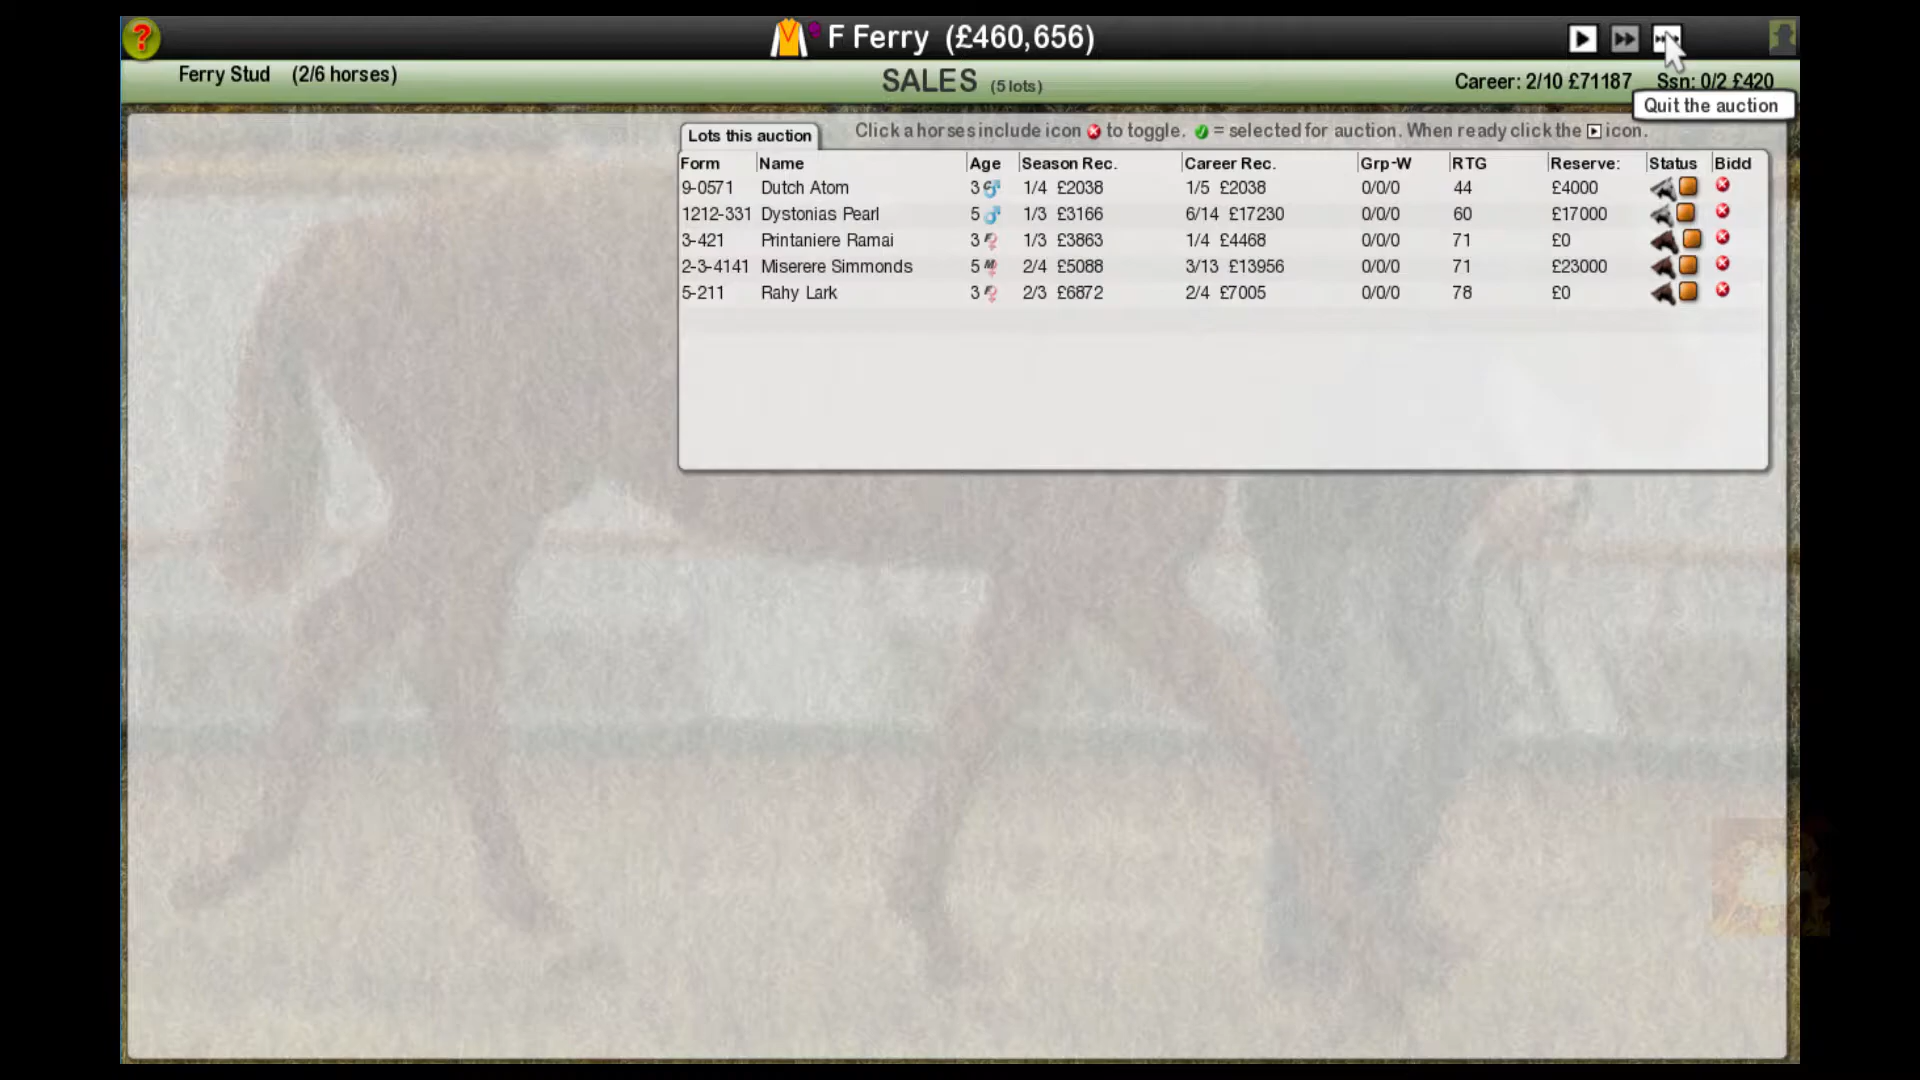 ?
F Ferry (£460,656)
Ferry Stud (2/6 horses)
SALES (5 lots)
Career: 2/10 £71187 Ssn: 0/2 £420
Quit the auction
Lots this auction
Click a horses include icon to toggle. = selected for auction. When ready click the icon.
Form Name Age Season Rec. Career Rec. Grp-W RTG Reserve: Status Bidd
9-0571 Dutch Atom 3 1/4 £2038 1/5 £2038 0/0/0 44 £4000
1212-331 Dystonias Pearl 5 1/3 £3166 6/14 £17230 0/0/0 60 £17000
3-421 Printaniere Ramai 3 1/3 £3863 1/4 £4468 0/0/0 71 £0
2-3-4141 Miserere Simmonds 5 2/4 £5088 3/13 £13956 0/0/0 71 £23000
5-211 Rahy Lark 3 2/3 £6872 2/4 £7005 0/0/0 78 £0